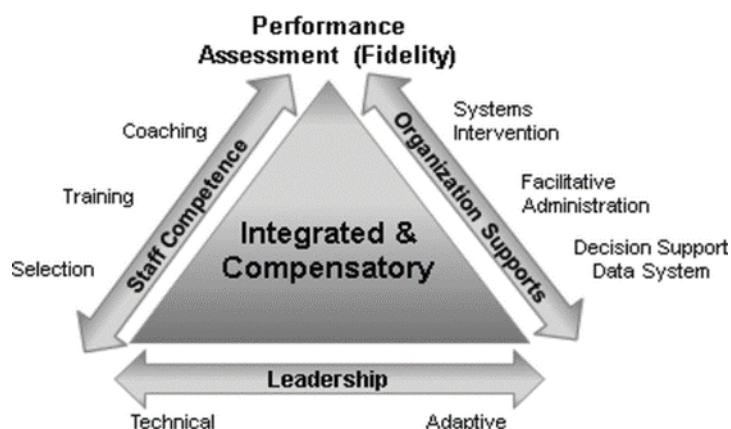 Performance
Assessment (Fidelity)
Coaching
Training
Selection
Staff Competence
Systems
Intervention
Facilitative
Administration
Decision Support
Data System
Organization Supports
Integrated &
Compensatory
Leadership
Technical
Adaptive